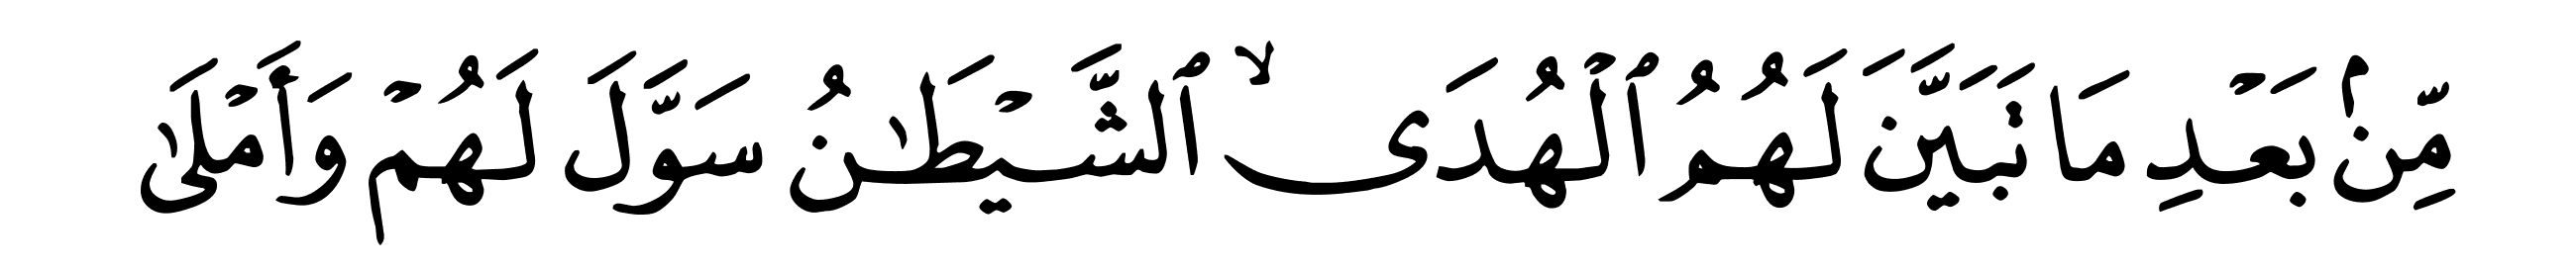 مِّنۢ بَعْدِ مَا تَبَيَّنَ لَهُمُ ٱلْهُدَى ۙ ٱلشَّيْطَٰنُ سَوَّلَ لَهُمْ وَأَمْلَىٰ